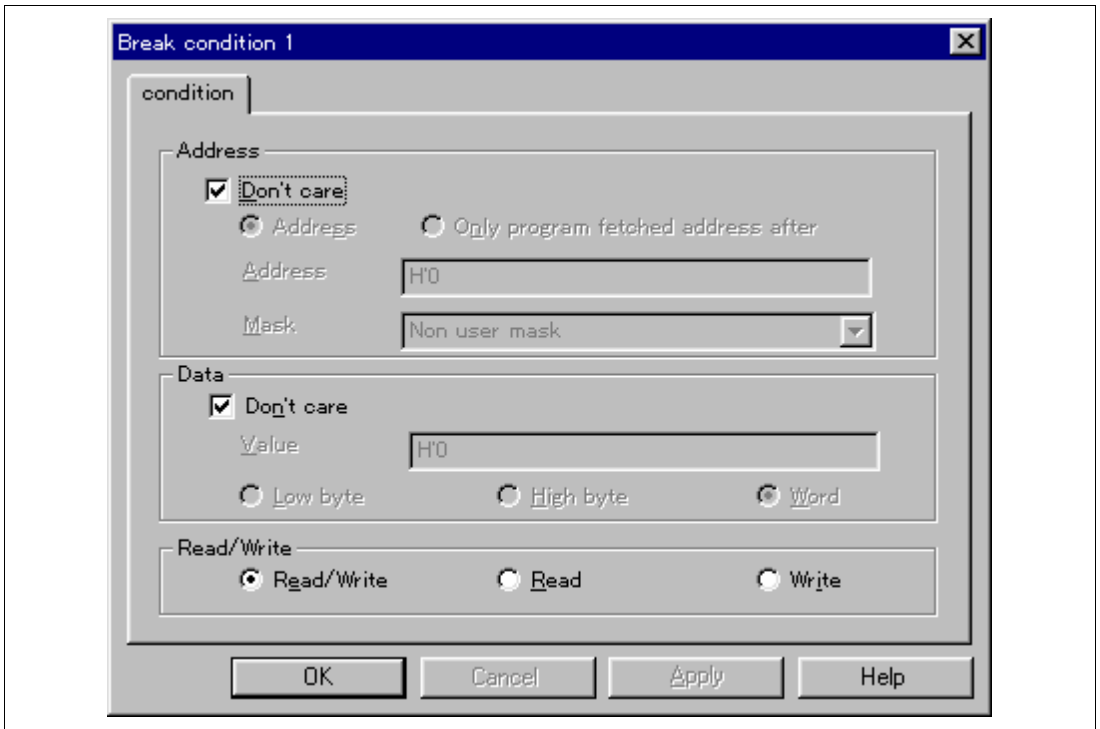 Break condition 1
condition
Address
Don't care
Address Only program fetched address after
Address H'0
Mask Non user mask
Data
Don't care
Value H'0
Low byte High byte Word
Read/Write
Read/Write Read Write
OK Cancel Apply Help